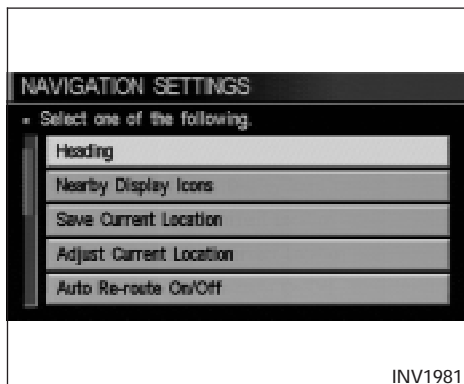 NAVIGATION SETTINGS
Select one of the following.
Heading
Nearby Display Icons
Save Current Location
Adjust Current Location
Auto Re-route On/Off
INV1981